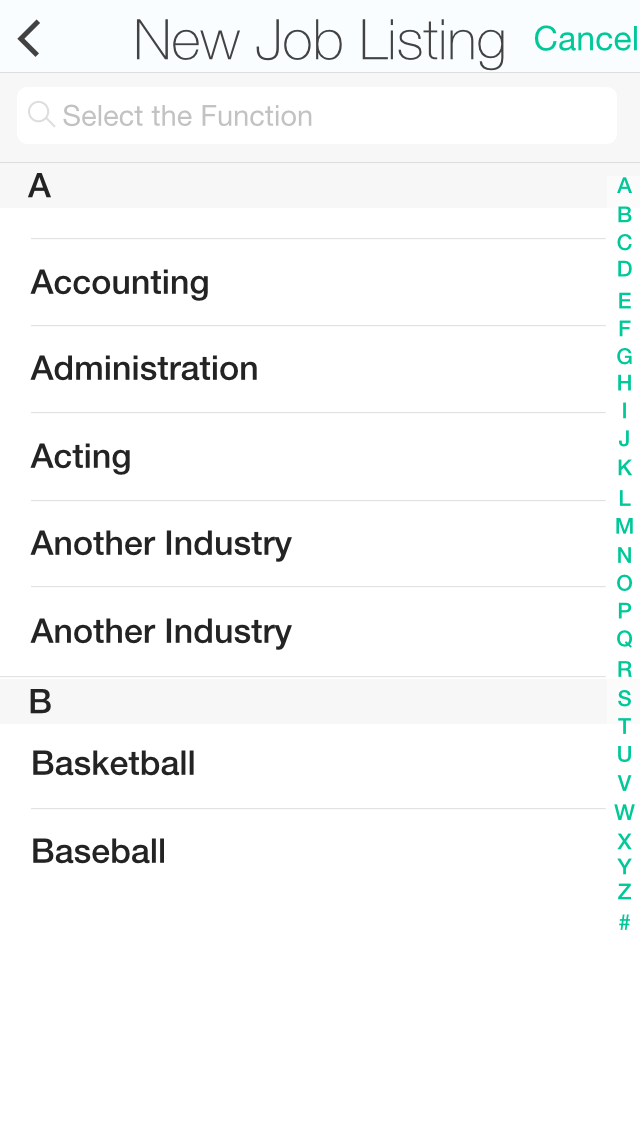 New Job Listing Cancel
Select the Function
A
Accounting
Administration
Acting
Another Industry
Another Industry
B
Basketball
Baseball
A
B
C
D
E
F
G
H
I
J
K
L
M
N
O
P
Q
R
S
T
U
V
W
X
Y
Z
#